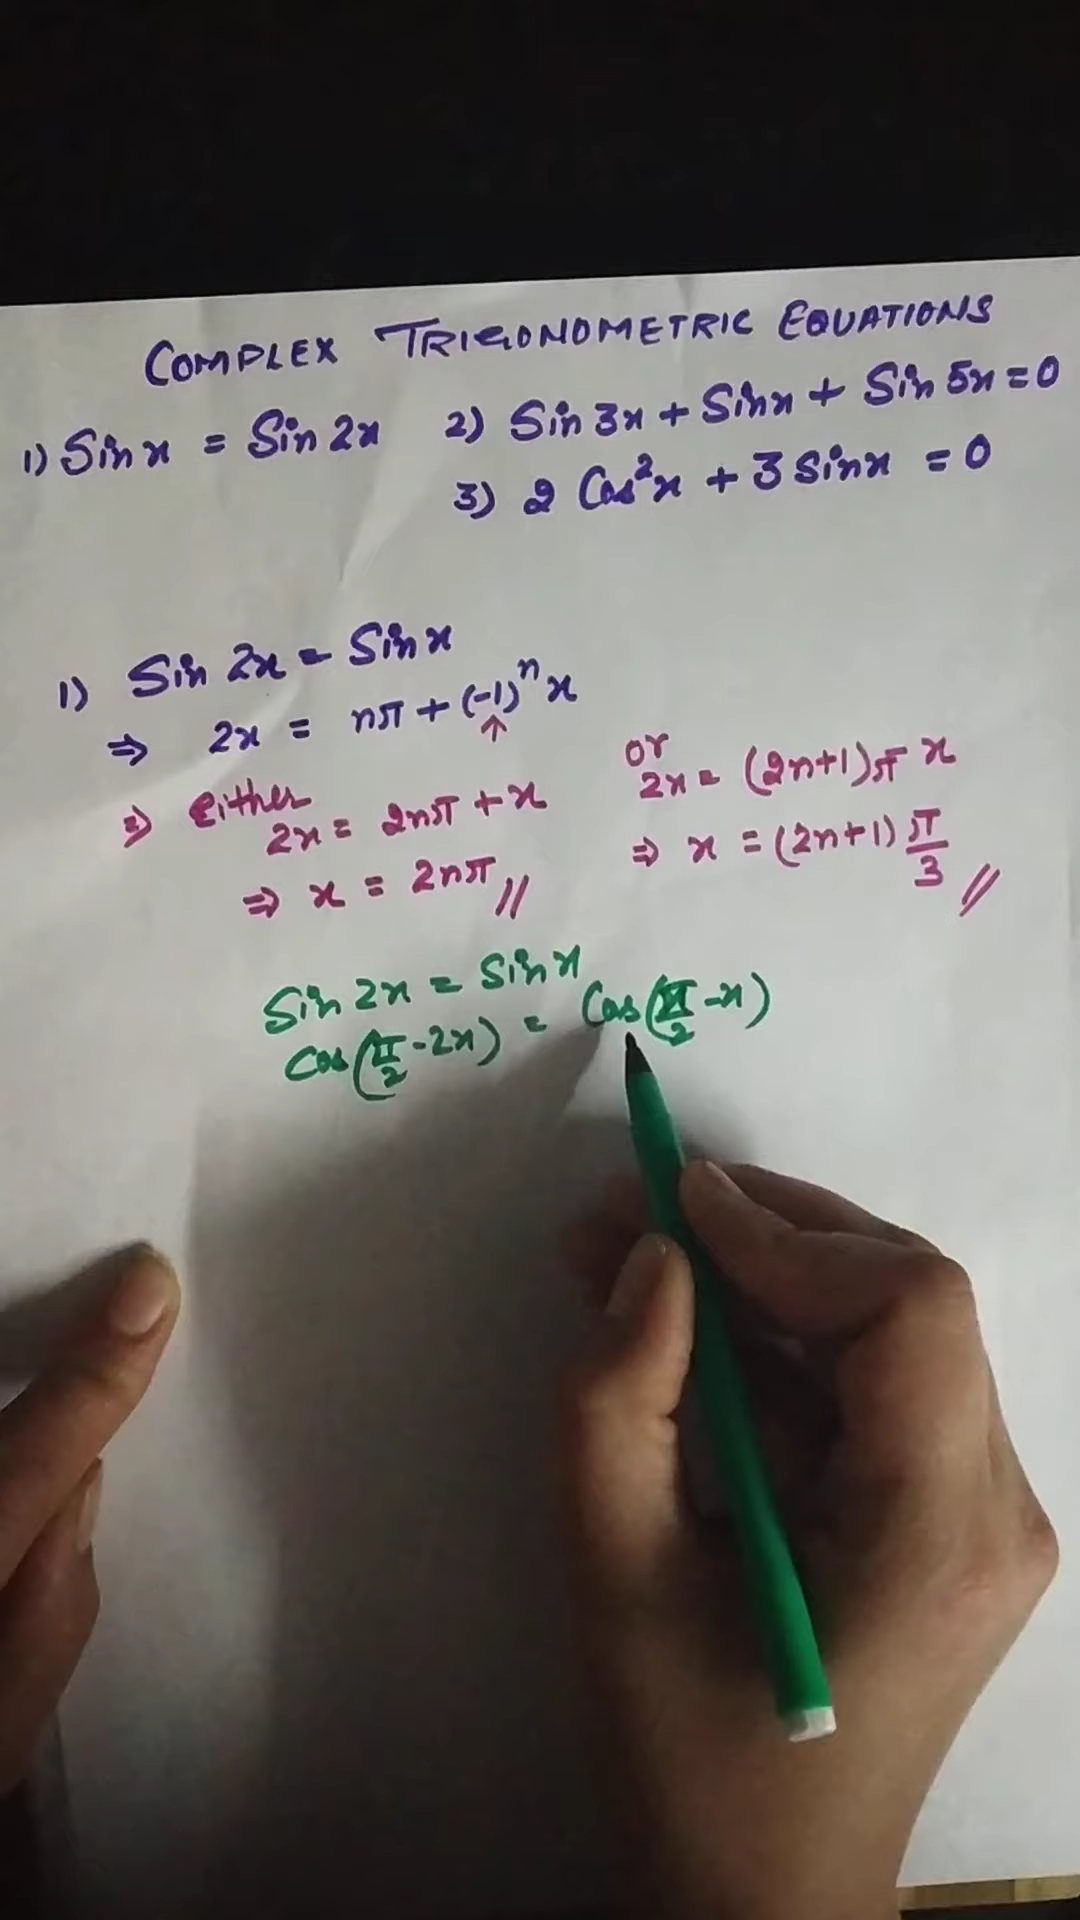 COMPLEX TRIGONOMETRIC EQUATIONS
1) Sin x = Sin 2x 2) Sin 3x + Sin x + Sin 5x = 0
3) 2 Cos²x + 3 Sin x = 0
1) Sin 2x = Sin x
⇒ 2x = nπ + (-1)ⁿ x
↑
⇒ either or
2x = 2nπ + x 2x = (2n+1)π - x
⇒ x = 2nπ // ⇒ x = (2n+1) π/3 //
Sin 2x = Sin x
Cos(π/2 - 2x) = Cos(π/2 - x)